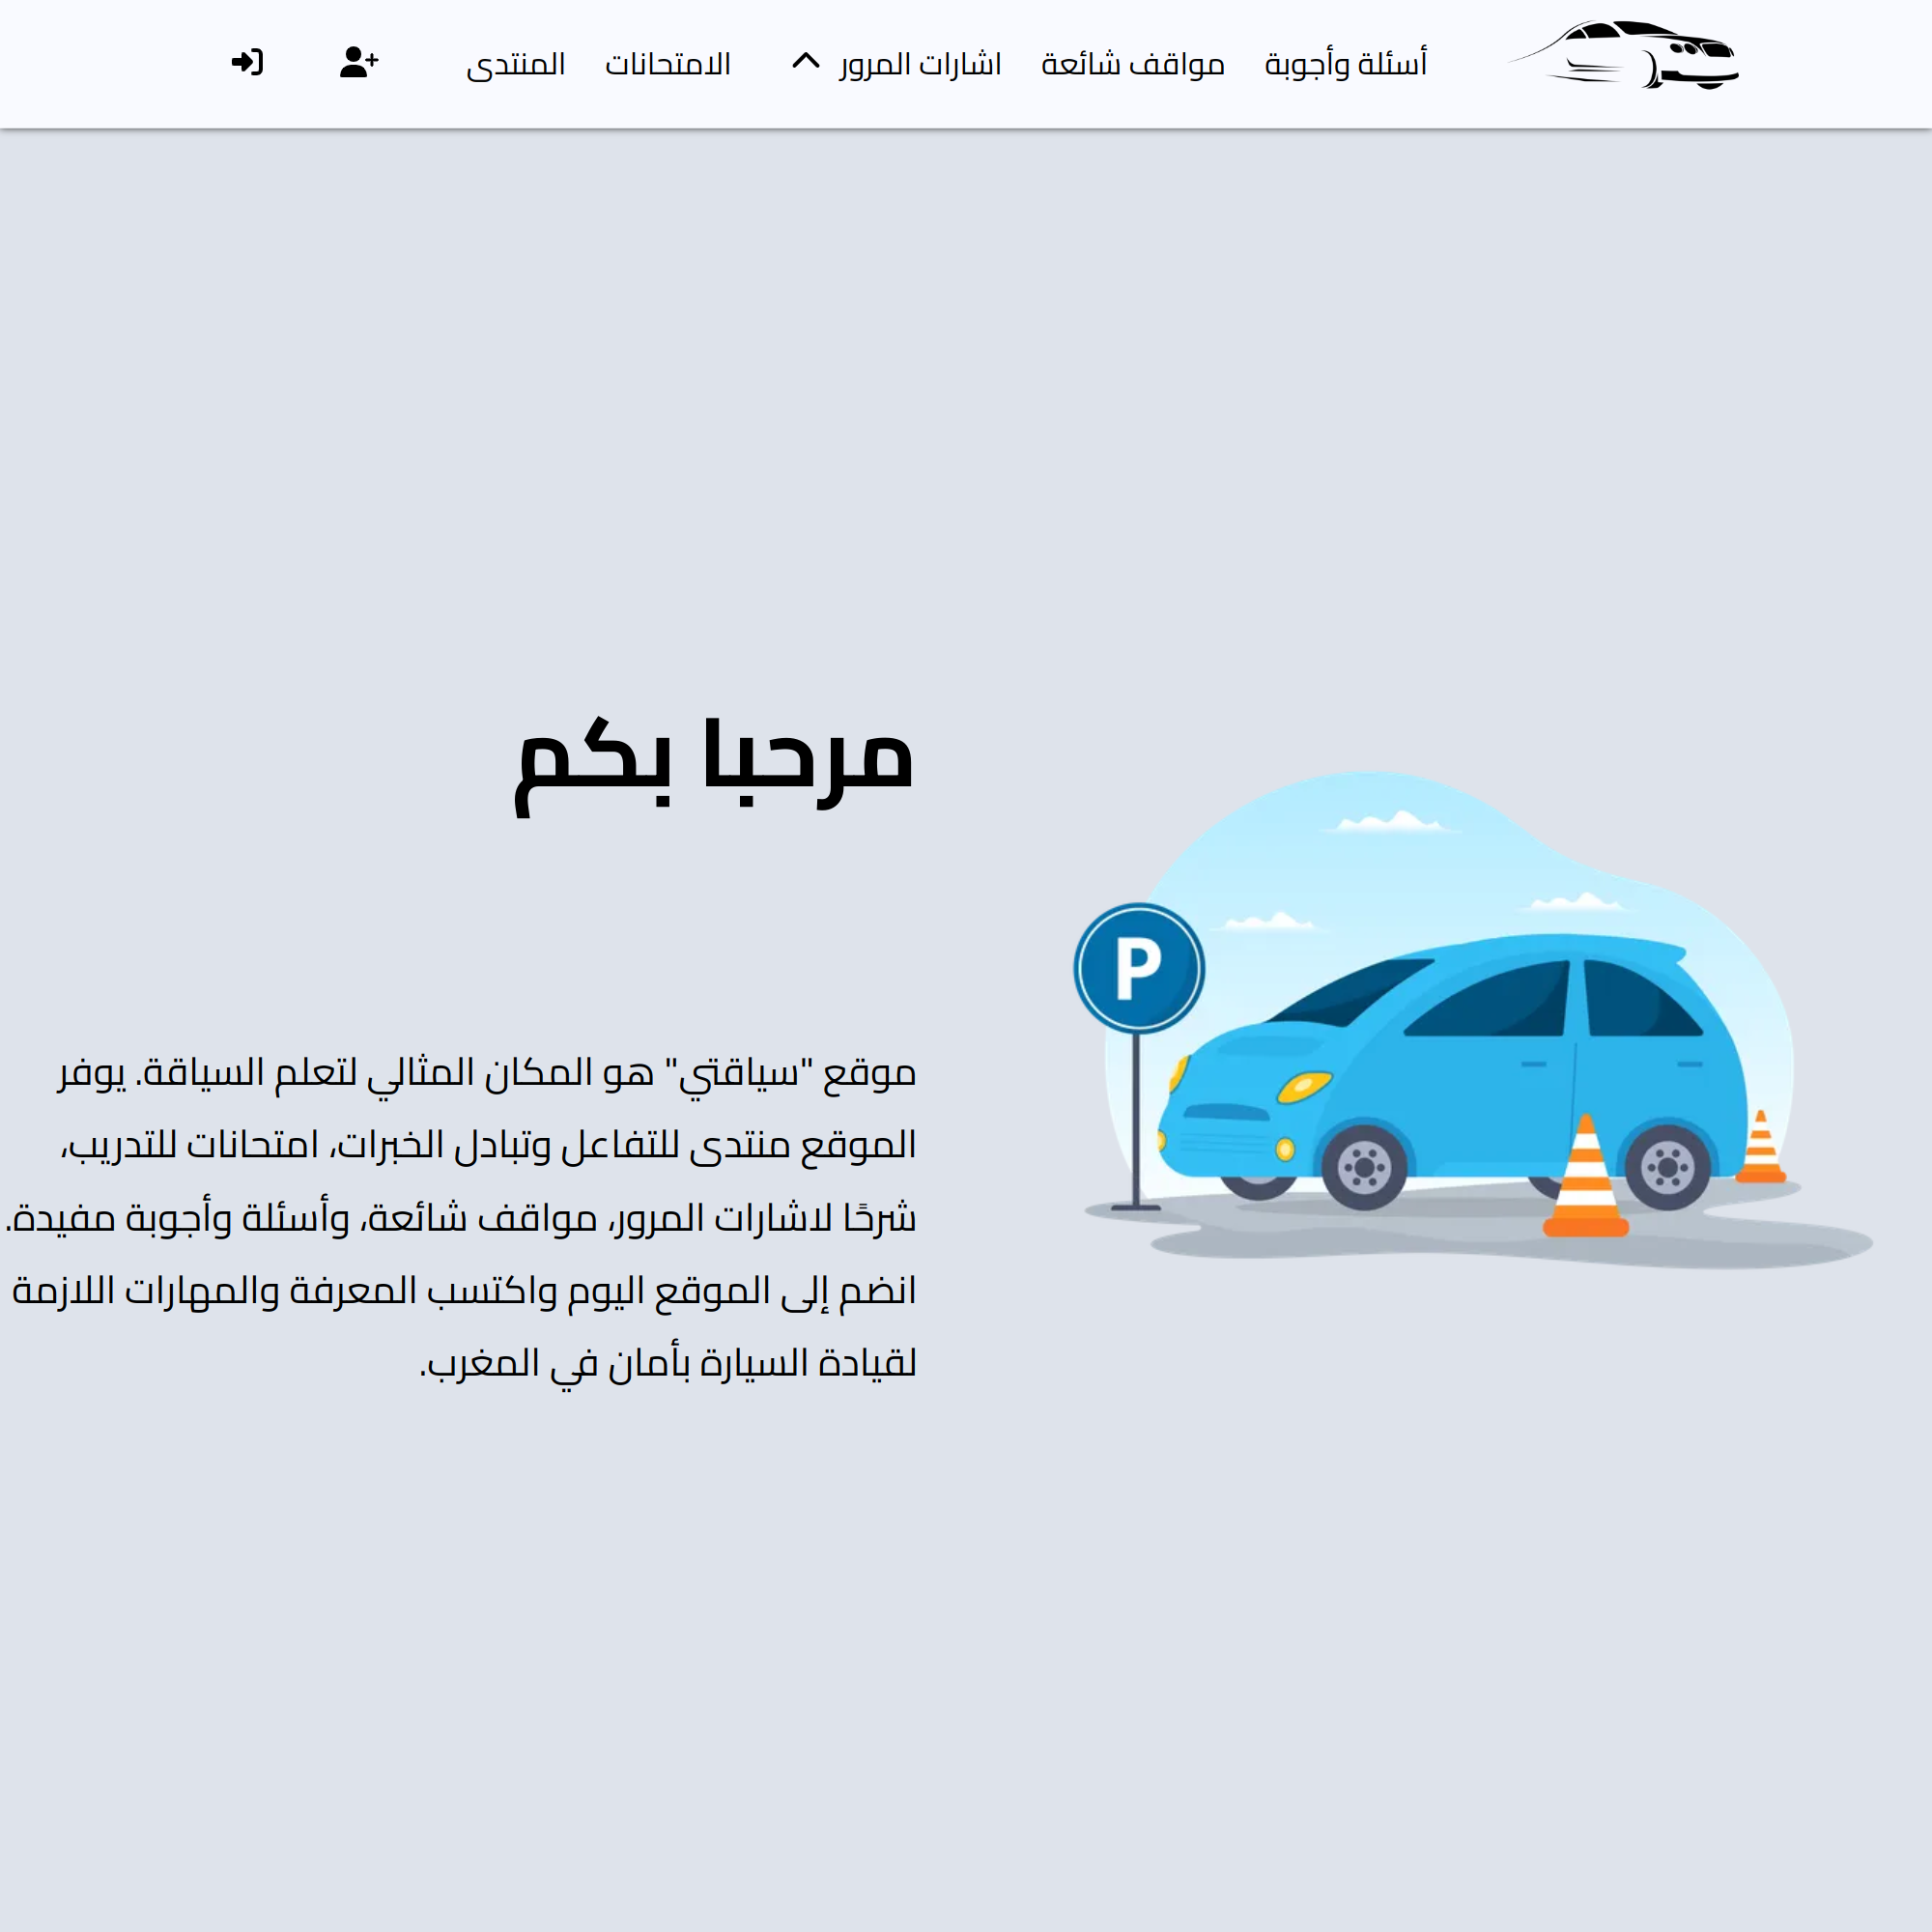 أسئلة وأجوبة
مواقف شائعة
اشارات المرور
الامتحانات
المنتدى
مرحبا بكم
P
موقع "سياقتي" هو المكان المثالي لتعلم السياقة. يوفر
الموقع منتدى للتفاعل وتبادل الخبرات، امتحانات للتدريب،
شرحًا لاشارات المرور، مواقف شائعة، وأسئلة وأجوبة مفيدة.
انضم إلى الموقع اليوم واكتسب المعرفة والمهارات اللازمة
لقيادة السيارة بأمان في المغرب.